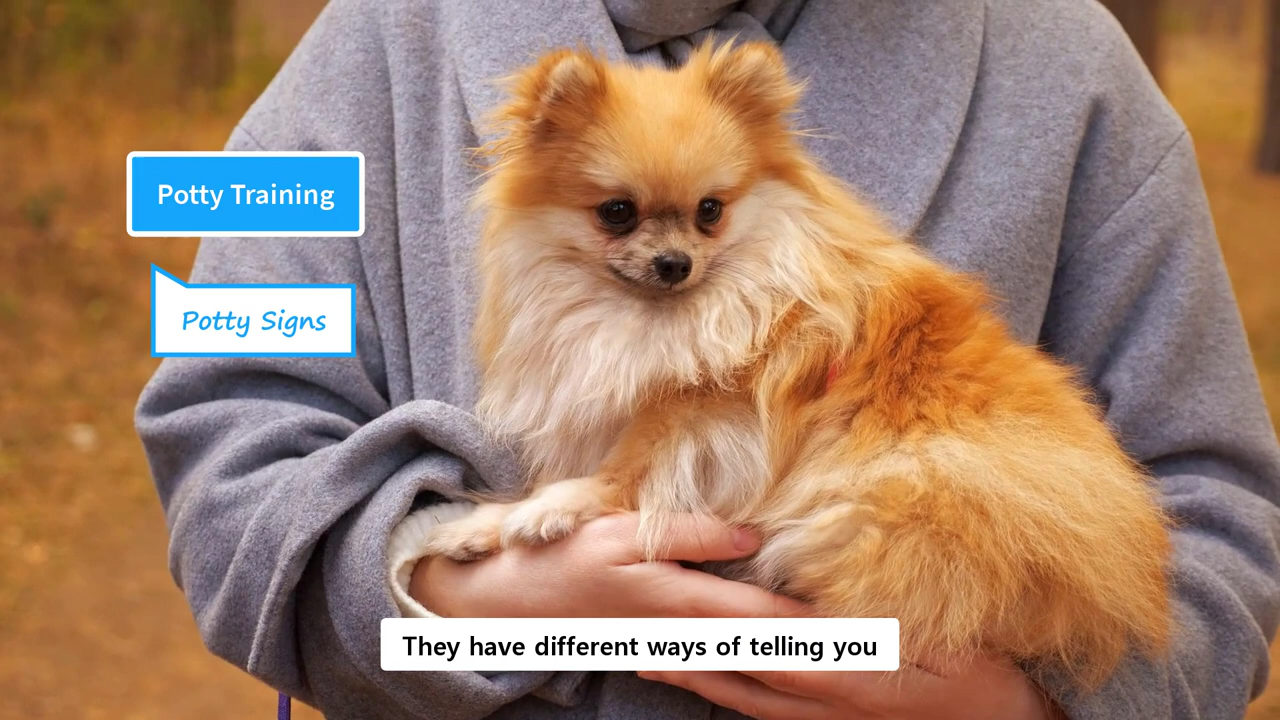 Potty Training
Potty Signs
They have different ways of telling you